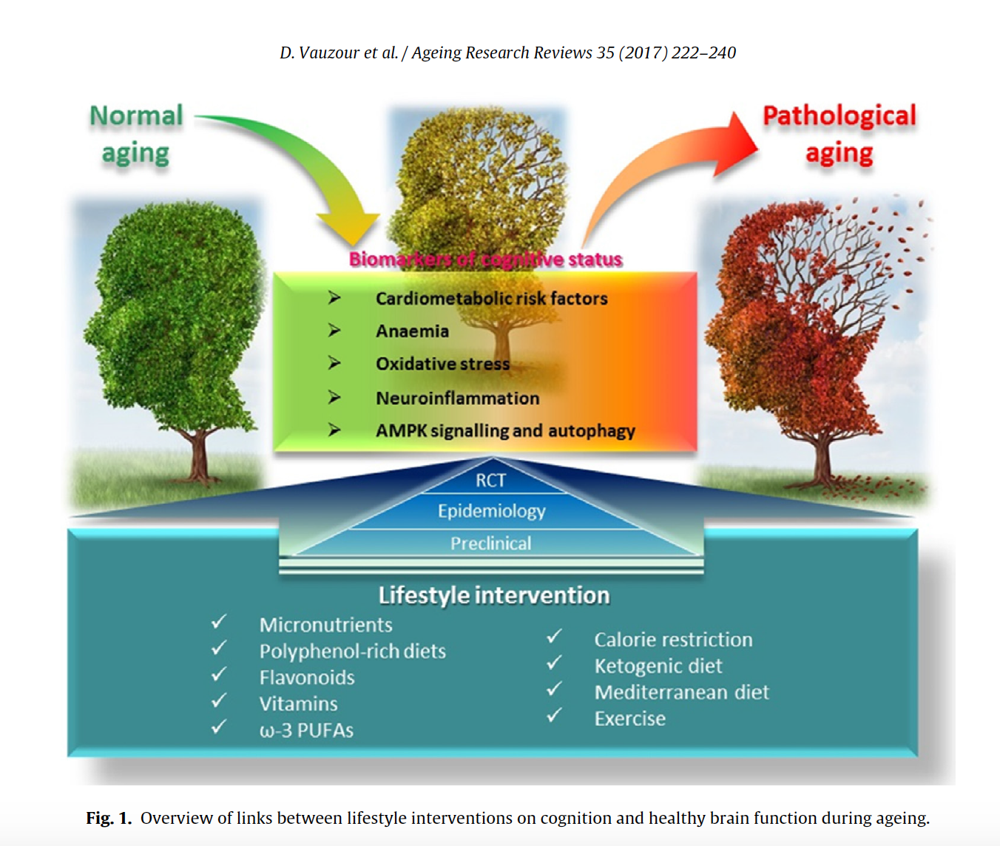 D. Vauzour et al. / Ageing Research Reviews 35 (2017) 222–240
Normal
aging
Pathological
aging
Biomarkers of cognitive status
Cardiometabolic risk factors
Anaemia
Oxidative stress
Neuroinflammation
AMPK signalling and autophagy
RCT
Epidemiology
Preclinical
Lifestyle intervention
Micronutrients
Polyphenol-rich diets
Flavonoids
Vitamins
ω-3 PUFAs
Calorie restriction
Ketogenic diet
Mediterranean diet
Exercise
Fig. 1. Overview of links between lifestyle interventions on cognition and healthy brain function during ageing.